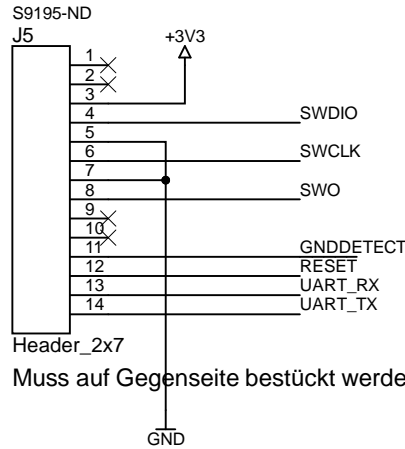 S9195-ND
J5
+3V3
1
2
3
4 SWDIO
5
6 SWCLK
7
8 SWO
9
10
11 GNDDETECT
12 RESET
13 UART_RX
14 UART_TX
Header_2x7
Muss auf Gegenseite bestückt werde
GND